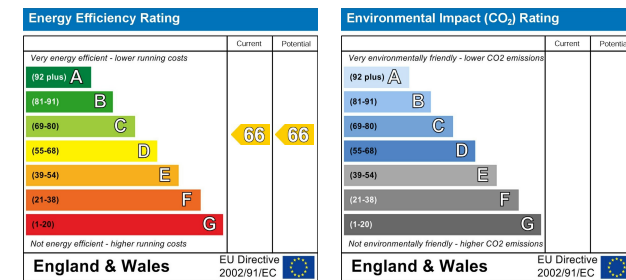 Energy Efficiency Rating
Current Potential
Very energy efficient - lower running costs
(92 plus) A
(81-91) B
(69-80) C
66 66
(55-68) D
(39-54) E
(21-38) F
(1-20) G
Not energy efficient - higher running costs
England & Wales
EU Directive
2002/91/EC
Environmental Impact (CO2) Rating
Current Potential
Very environmentally friendly - lower CO2 emissions
(92 plus) A
(81-91) B
(69-80) C
(55-68) D
(39-54) E
(21-38) F
(1-20) G
Not environmentally friendly - higher CO2 emissions
England & Wales
EU Directive
2002/91/EC